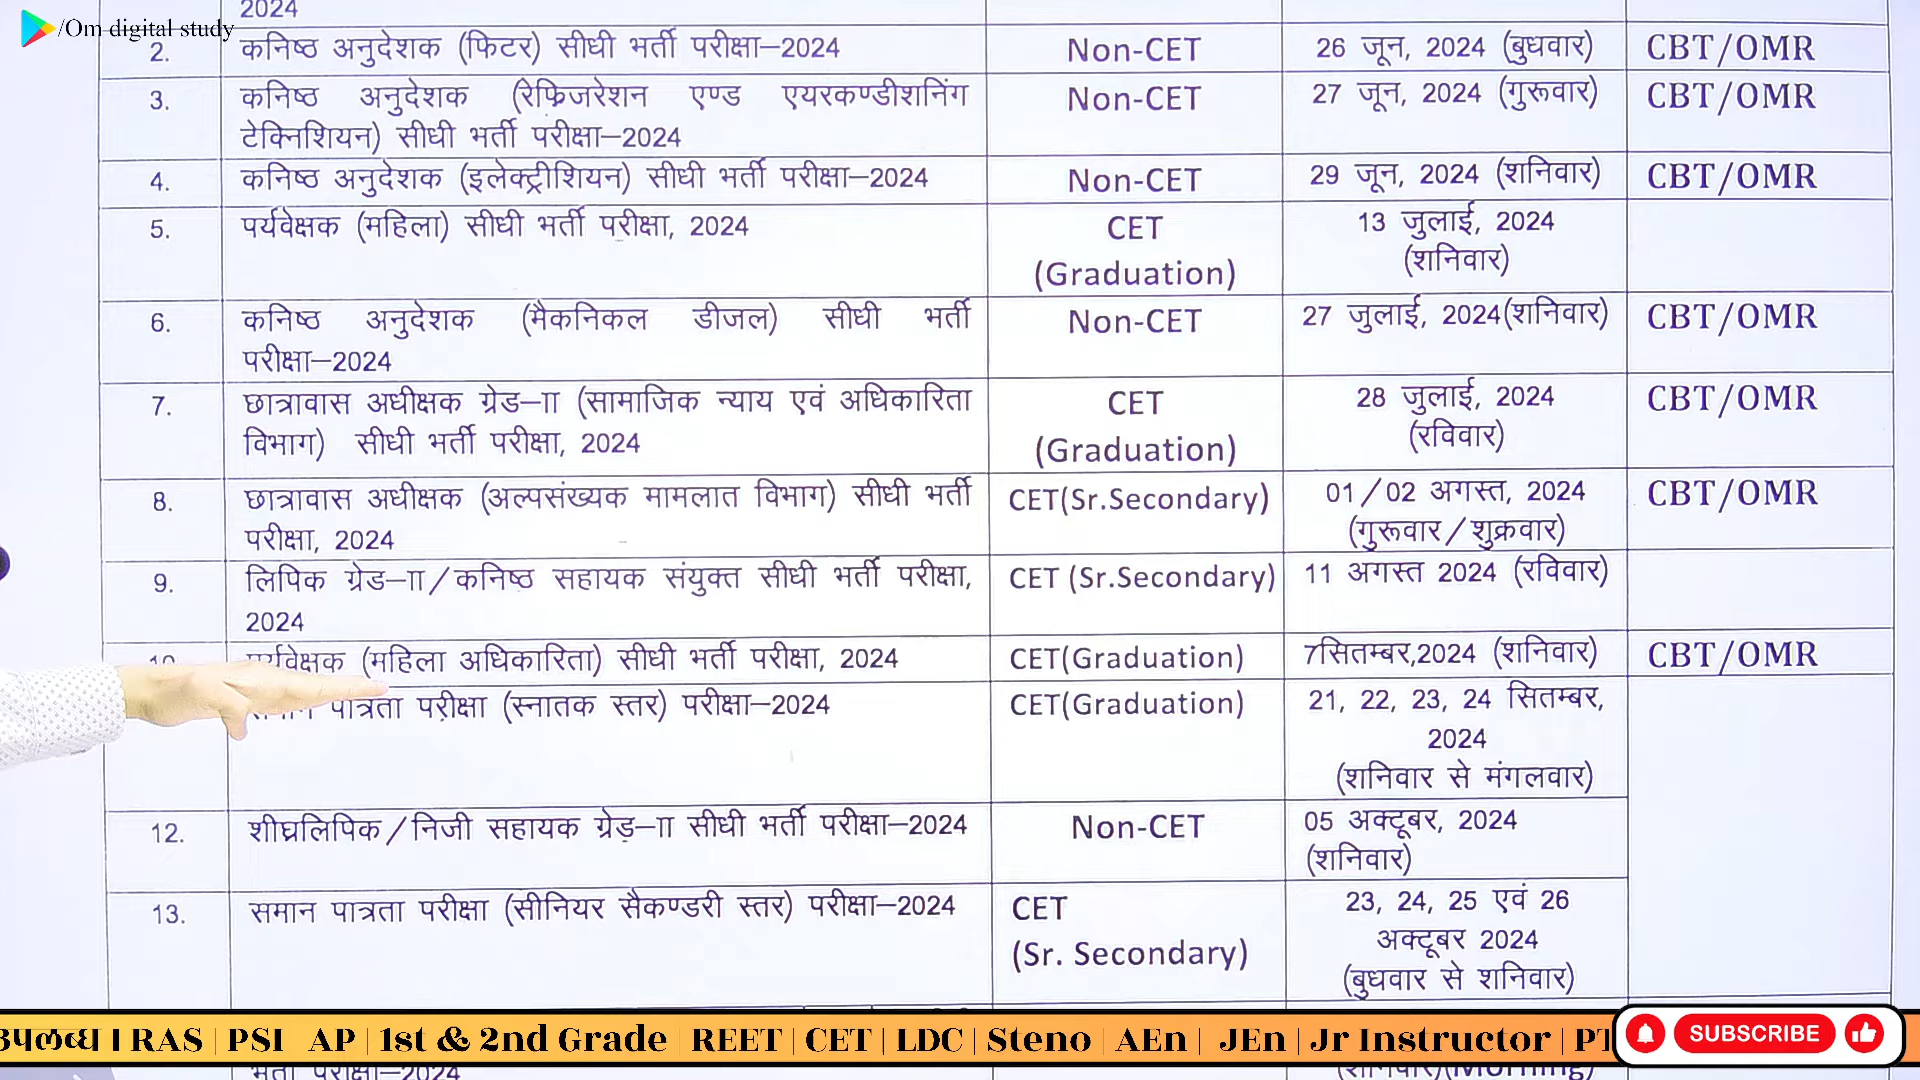 2024
/Om digital study
2. कनिष्ठ अनुदेशक (फिटर) सीधी भर्ती परीक्षा–2024 Non-CET 26 जून, 2024 (बुधवार) CBT/OMR
3. कनिष्ठ अनुदेशक (रेफ्रिजरेशन एण्ड एयरकण्डीशनिंग Non-CET 27 जून, 2024 (गुरूवार) CBT/OMR
टेक्निशियन) सीधी भर्ती परीक्षा–2024
4. कनिष्ठ अनुदेशक (इलेक्ट्रीशियन) सीधी भर्ती परीक्षा–2024 Non-CET 29 जून, 2024 (शनिवार) CBT/OMR
5. पर्यवेक्षक (महिला) सीधी भर्ती परीक्षा, 2024 CET 13 जुलाई, 2024
(Graduation) (शनिवार)
6. कनिष्ठ अनुदेशक (मैकनिकल डीजल) सीधी भर्ती Non-CET 27 जुलाई, 2024(शनिवार) CBT/OMR
परीक्षा–2024
7. छात्रावास अधीक्षक ग्रेड–II (सामाजिक न्याय एवं अधिकारिता CET 28 जुलाई, 2024 CBT/OMR
विभाग) सीधी भर्ती परीक्षा, 2024 (Graduation) (रविवार)
8. छात्रावास अधीक्षक (अल्पसंख्यक मामलात विभाग) सीधी भर्ती CET(Sr.Secondary) 01/02 अगस्त, 2024 CBT/OMR
परीक्षा, 2024 (गुरूवार/शुक्रवार)
9. लिपिक ग्रेड–II/कनिष्ठ सहायक संयुक्त सीधी भर्ती परीक्षा, CET (Sr.Secondary) 11 अगस्त 2024 (रविवार)
2024
10. पर्यवेक्षक (महिला अधिकारिता) सीधी भर्ती परीक्षा, 2024 CET(Graduation) 7सितम्बर,2024 (शनिवार) CBT/OMR
समान पात्रता परीक्षा (स्नातक स्तर) परीक्षा–2024 CET(Graduation) 21, 22, 23, 24 सितम्बर,
2024
(शनिवार से मंगलवार)
12. शीघ्रलिपिक/निजी सहायक ग्रेड–II सीधी भर्ती परीक्षा–2024 Non-CET 05 अक्टूबर, 2024
(शनिवार)
13. समान पात्रता परीक्षा (सीनियर सैकण्डरी स्तर) परीक्षा–2024 CET 23, 24, 25 एवं 26
(Sr. Secondary) अक्टूबर 2024
(बुधवार से शनिवार)
उपलब्ध । RAS | PSI AP | 1st & 2nd Grade REET | CET | LDC | Steno | AEn | JEn | Jr Instructor | PT
SUBSCRIBE
भर्ती परीक्षा–2024 (शनिवार)(Morning)